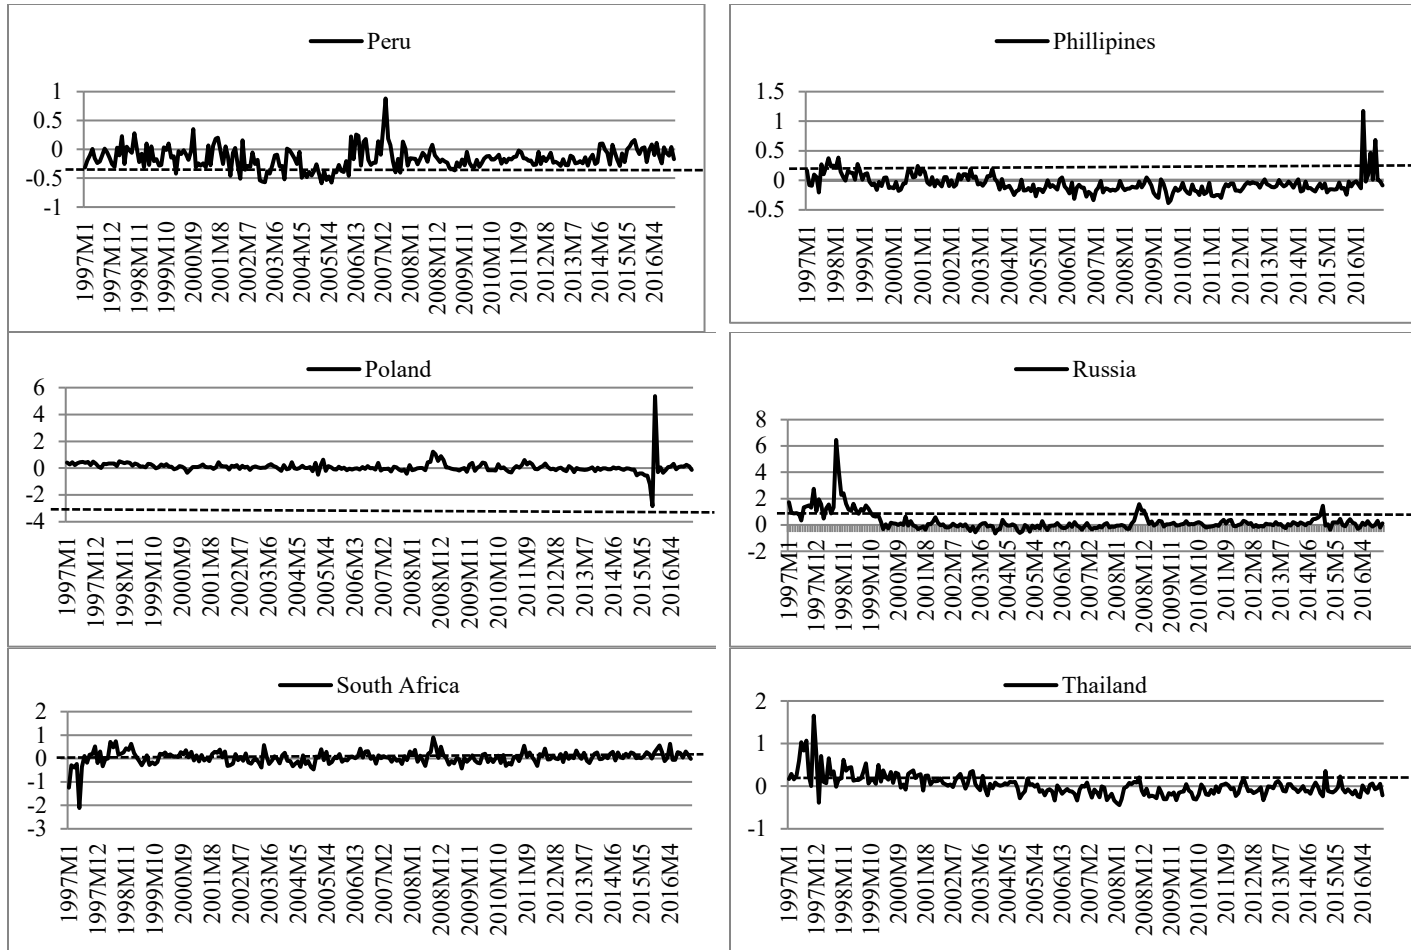 Peru
1
0.5
0
-0.5
-1
1997M1
1997M12
1998M11
1999M10
2000M9
2001M8
2002M7
2003M6
2004M5
2005M4
2006M3
2007M2
2008M1
2008M12
2009M11
2010M10
2011M9
2012M8
2013M7
2014M6
2015M5
2016M4
Phillipines
1.5
1
0.5
0
-0.5
1997M1
1998M1
1999M1
2000M1
2001M1
2002M1
2003M1
2004M1
2005M1
2006M1
2007M1
2008M1
2009M1
2010M1
2011M1
2012M1
2013M1
2014M1
2015M1
2016M1
Poland
6
4
2
0
-2
-4
1997M1
1997M12
1998M11
1999M10
2000M9
2001M8
2002M7
2003M6
2004M5
2005M4
2006M3
2007M2
2008M1
2008M12
2009M11
2010M10
2011M9
2012M8
2013M7
2014M6
2015M5
2016M4
Russia
8
6
4
2
0
-2
1997M1
1997M12
1998M11
1999M10
2000M9
2001M8
2002M7
2003M6
2004M5
2005M4
2006M3
2007M2
2008M1
2008M12
2009M11
2010M10
2011M9
2012M8
2013M7
2014M6
2015M5
2016M4
South Africa
2
1
0
-1
-2
-3
1997M1
1997M12
1998M11
1999M10
2000M9
2001M8
2002M7
2003M6
2004M5
2005M4
2006M3
2007M2
2008M1
2008M12
2009M11
2010M10
2011M9
2012M8
2013M7
2014M6
2015M5
2016M4
Thailand
2
1
0
-1
1997M1
1997M12
1998M11
1999M10
2000M9
2001M8
2002M7
2003M6
2004M5
2005M4
2006M3
2007M2
2008M1
2008M12
2009M11
2010M10
2011M9
2012M8
2013M7
2014M6
2015M5
2016M4